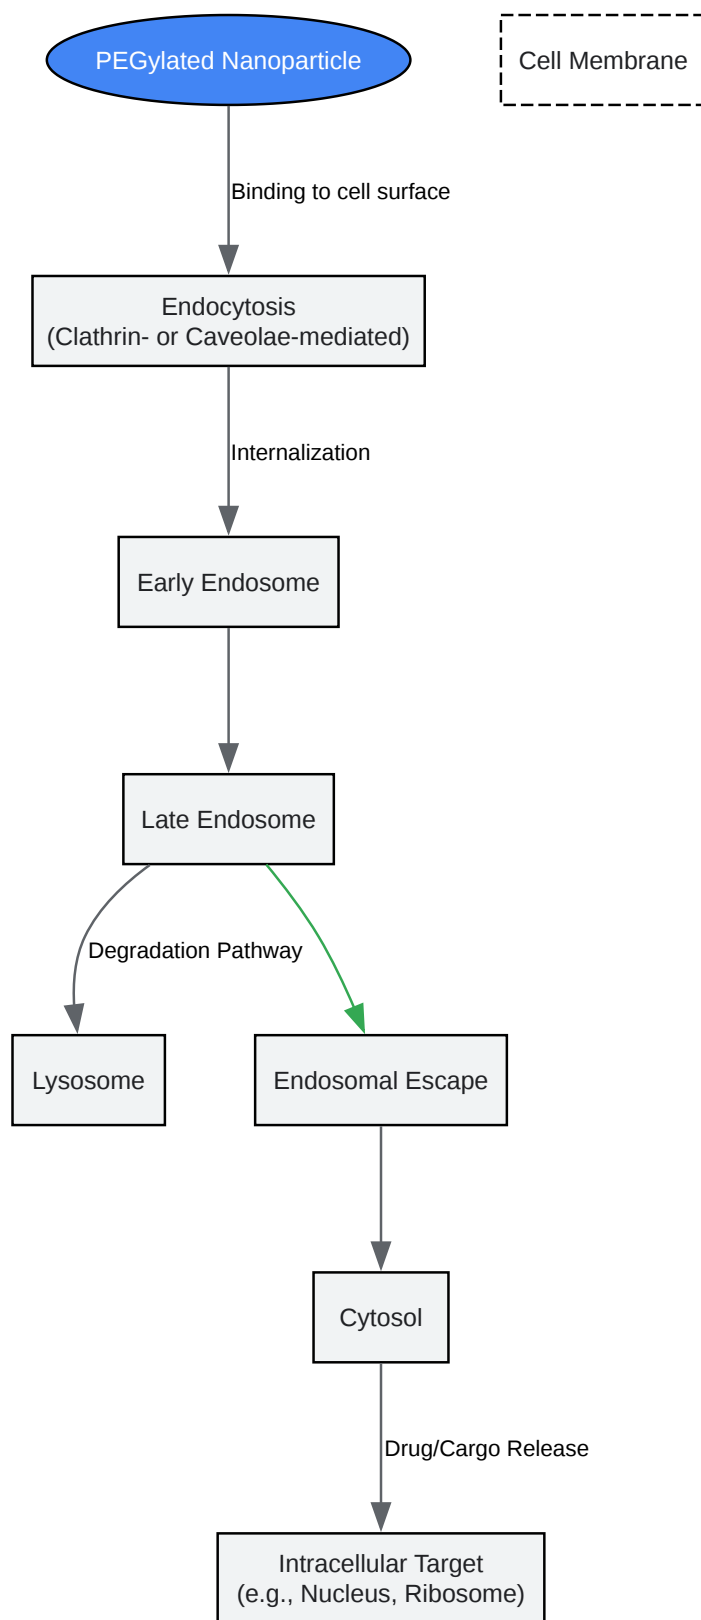 PEGylated Nanoparticle
Cell Membrane
Binding to cell surface
Endocytosis
(Clathrin- or Caveolae-mediated)
Internalization
Early Endosome
Late Endosome
Degradation Pathway
Lysosome
Endosomal Escape
Cytosol
Drug/Cargo Release
Intracellular Target
(e.g., Nucleus, Ribosome)